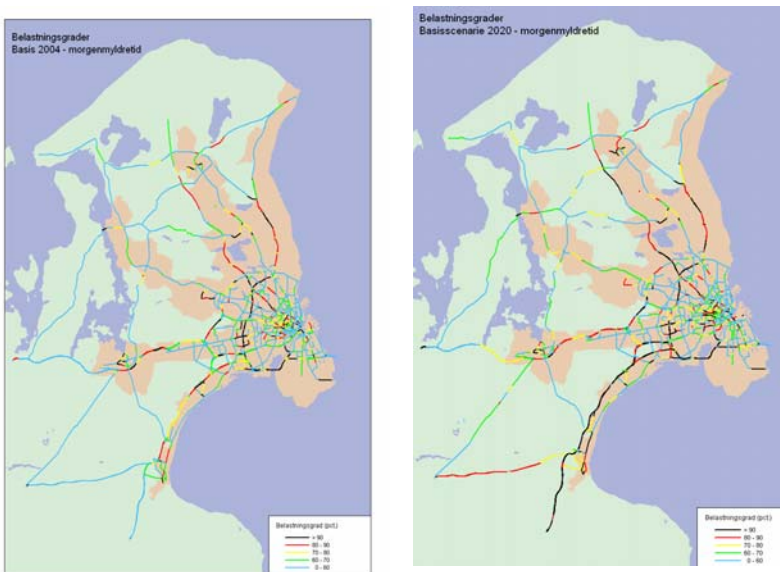 Belastningsgrader
Basis 2004 - morgenmyldretid
Belastningsgrad (pct.)
> 90
80 - 90
70 - 80
60 - 70
0 - 60
Belastningsgrader
Basisscenarie 2020 - morgenmyldretid
Belastningsgrad (pct.)
> 90
80 - 90
70 - 80
60 - 70
0 - 60